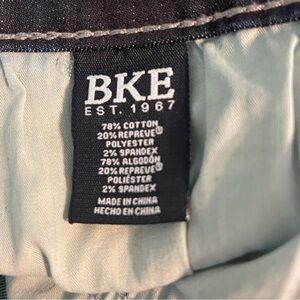 BKE
EST. 1967
78% COTTON
20% REPREVE®
POLYESTER
2% SPANDEX
78% ALGODÓN
20% REPREVE®
POLIÉSTER
2% SPANDEX
MADE IN CHINA
HECHO EN CHINA